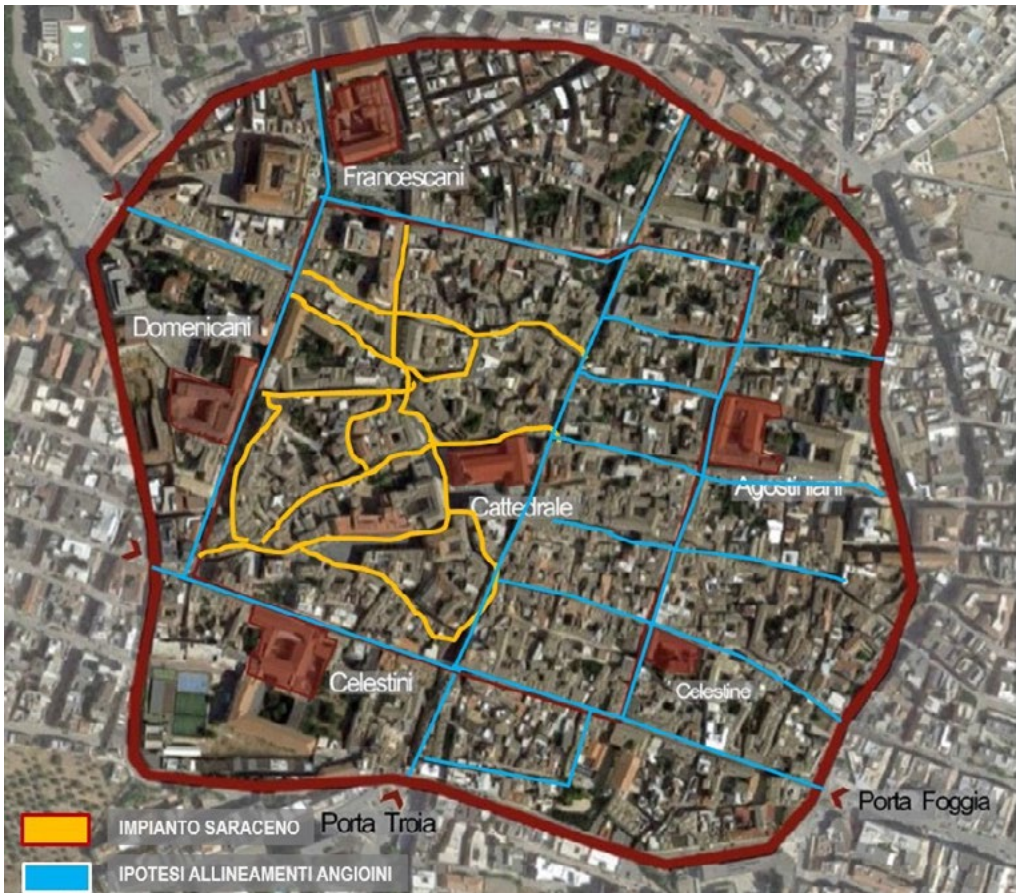 Francescani
Domenicani
Agostiniani
Cattedrale
Celestini
Celestine
Porta Foggia
Porta Troia
IMPIANTO SARACENO
IPOTESI ALLINEAMENTI ANGIOINI